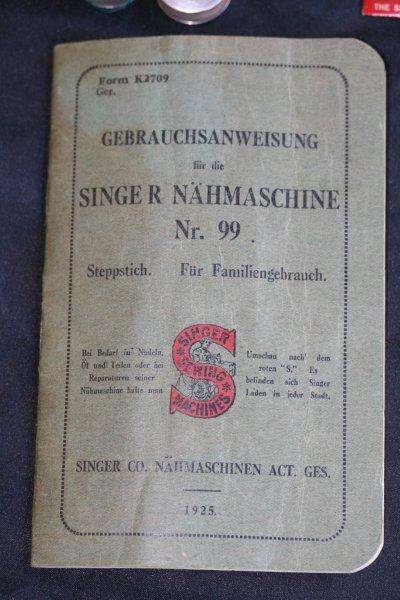 THE S
Form K2709
Ger.
GEBRAUCHSANWEISUNG
für die
SINGER NÄHMASCHINE
Nr. 99.
Steppstich. Für Familiengebrauch.
Bei Bedarf in Nadeln,
Öl und Teilen oder bei
Reparaturen seiner
Nähmaschine halte man
SINGER
SEWING
MACHINES
Umschau nach dem
roten "S." Es
befinden sich Singer
Laden in jeder Stadt.
SINGER CO. NÄHMASCHINEN ACT. GES.
1925.